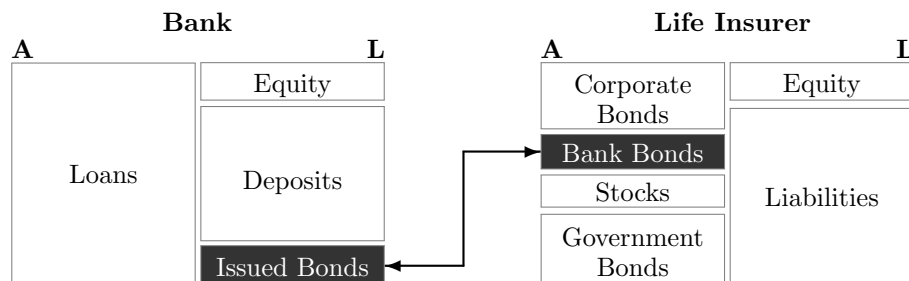 Bank
Life Insurer
A L
A L
Loans
Equity
Deposits
Issued Bonds
Corporate
Bonds
Bank Bonds
Stocks
Government
Bonds
Equity
Liabilities